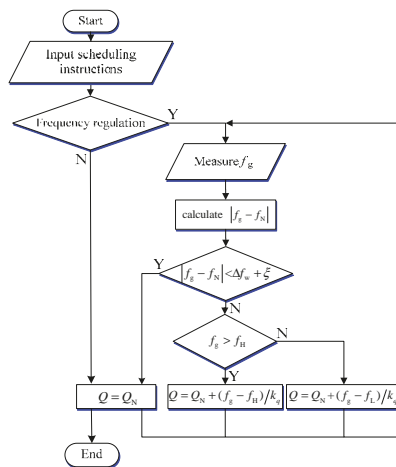 Start
Input scheduling
instructions
Frequency regulation
Y
N
Measure f_g
calculate |f_g − f_N|
Y
|f_g − f_N| < Δf_w + ξ
N
f_g > f_H
N
Y
Q = Q_N
Q = Q_N + (f_g − f_H)/k_q
Q = Q_N + (f_g − f_L)/k_q
End